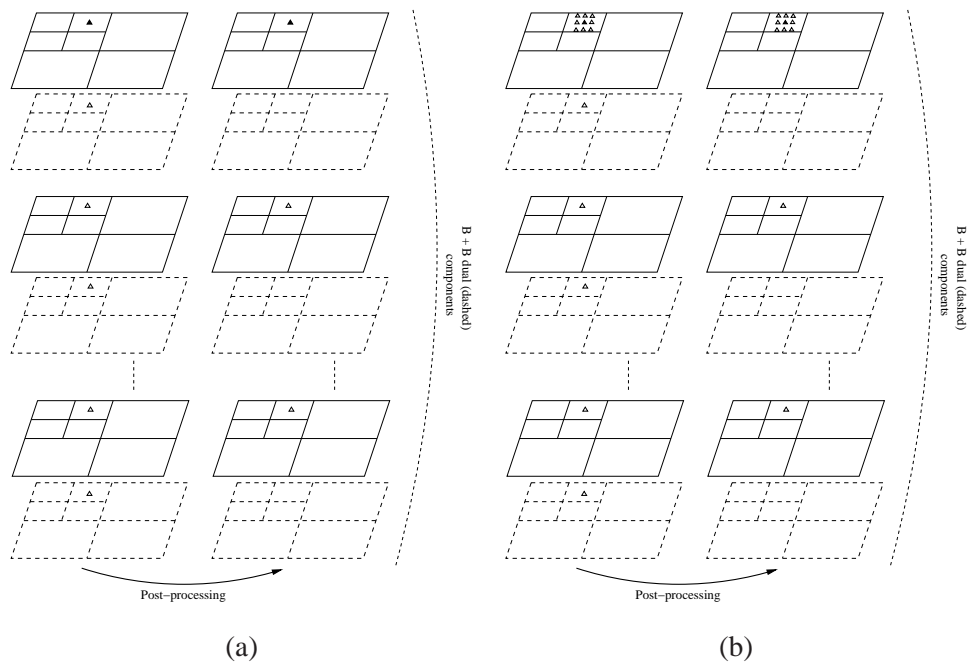 B + B dual (dashed)
components
B + B dual (dashed)
components
Post-processing
Post-processing
(a)
(b)